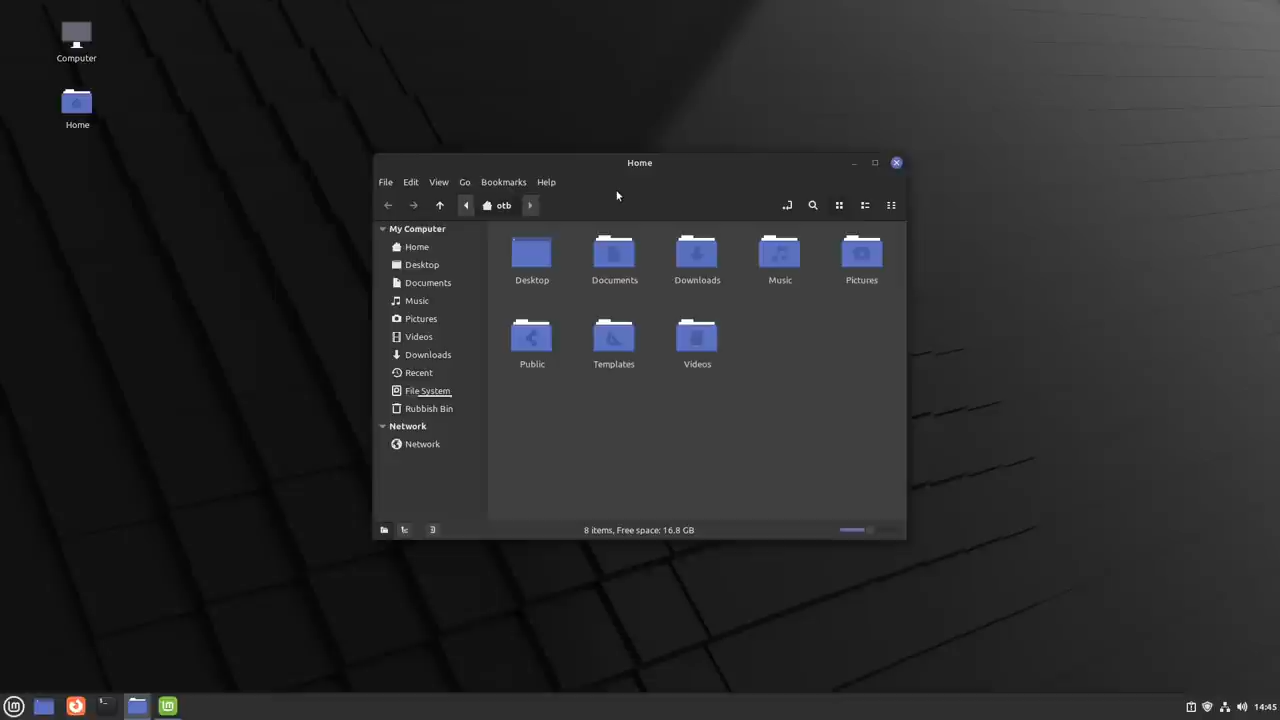 Computer
Home
Home
File Edit View Go Bookmarks Help
otb
My Computer
Home
Desktop
Documents
Music
Pictures
Videos
Downloads
Recent
File System
Rubbish Bin
Network
Network
Desktop Documents Downloads Music Pictures
Public Templates Videos
8 items, Free space: 16.8 GB
14:45